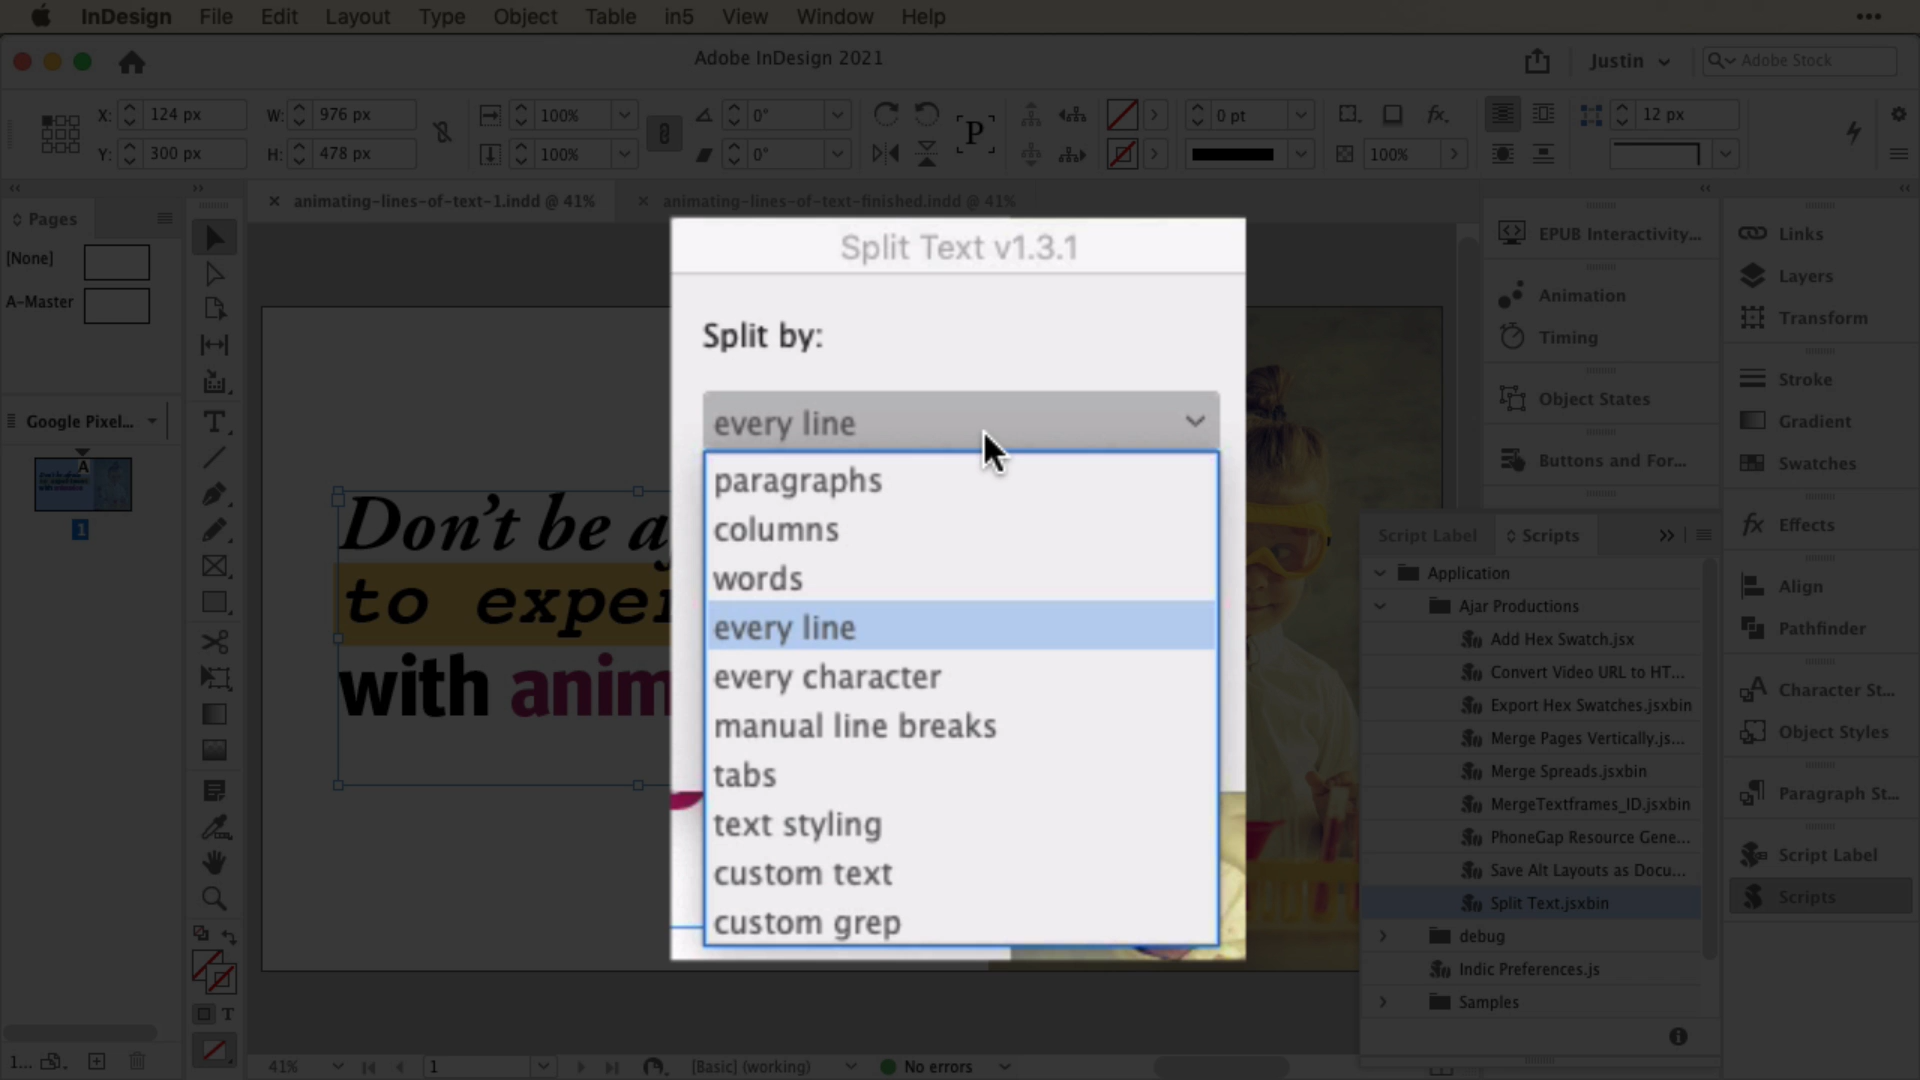 InDesign File Edit Layout Type Object Table in5 View Window Help
Adobe InDesign 2021
Justin
Adobe Stock
X: 124 px W: 976 px 100% 0° 0 pt 12 px
Y: 300 px H: 478 px 100% 0° 100%
P
fx.
Pages
[None]
A-Master
Google Pixel...
A
1
animating-lines-of-text-1.indd @ 41%
animating-lines-of-text-finished.indd @ 41%
Don't be a
to exper
with anim
Split Text v1.3.1
Split by:
every line
paragraphs
columns
words
every line
every character
manual line breaks
tabs
text styling
custom text
custom grep
EPUB Interactivity...
Animation
Timing
Object States
Buttons and For...
Links
Layers
Transform
Stroke
Gradient
Swatches
fx Effects
Align
Pathfinder
Character St...
Object Styles
Paragraph St...
Script Label
Scripts
Script Label Scripts
Application
Ajar Productions
Add Hex Swatch.jsx
Convert Video URL to HT...
Export Hex Swatches.jsxbin
Merge Pages Vertically.js...
Merge Spreads.jsxbin
MergeTextframes_ID.jsxbin
PhoneGap Resource Gene...
Save Alt Layouts as Docu...
Split Text.jsxbin
debug
Indic Preferences.js
Samples
1...
41% 1 [Basic] (working) No errors